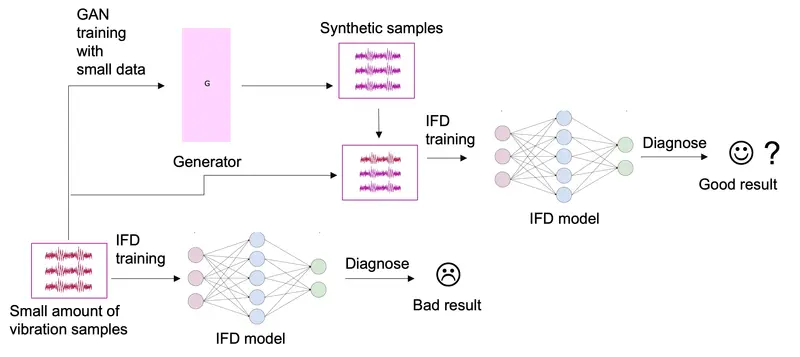 GAN
training
with
small data
Synthetic samples
G
Generator
IFD
training
Diagnose
?
Good result
IFD model
IFD
training
Diagnose
Bad result
Small amount of
vibration samples
IFD model